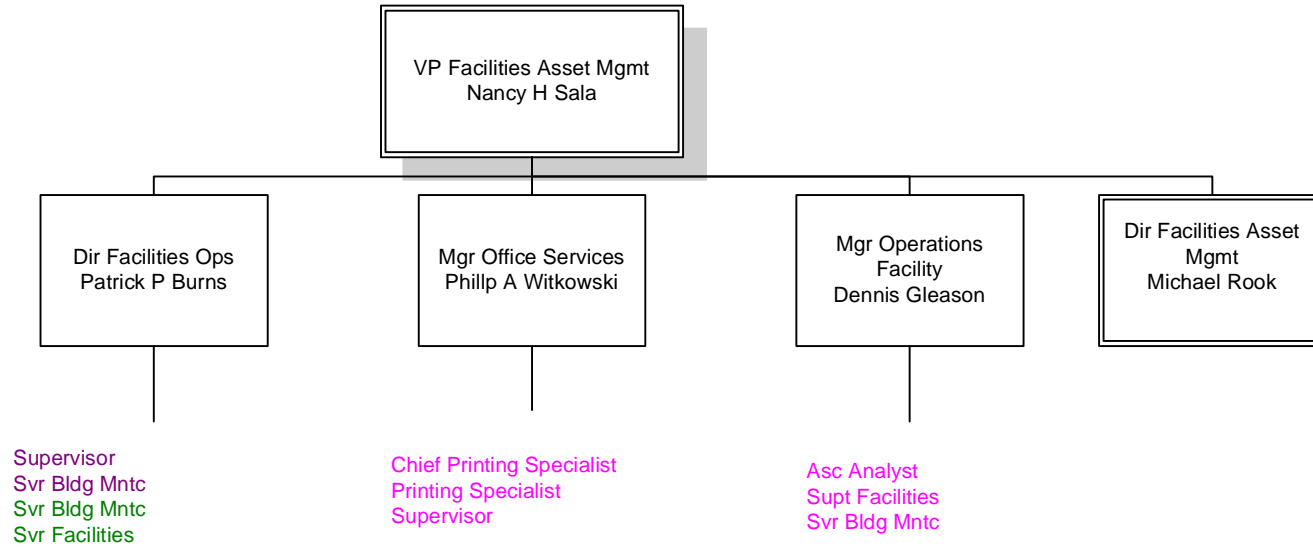 VP Facilities Asset Mgmt
Nancy H Sala
Dir Facilities Ops
Patrick P Burns
Mgr Office Services
Phillp A Witkowski
Mgr Operations
Facility
Dennis Gleason
Dir Facilities Asset
Mgmt
Michael Rook
Supervisor
Svr Bldg Mntc
Svr Bldg Mntc
Svr Facilities
Chief Printing Specialist
Printing Specialist
Supervisor
Asc Analyst
Supt Facilities
Svr Bldg Mntc